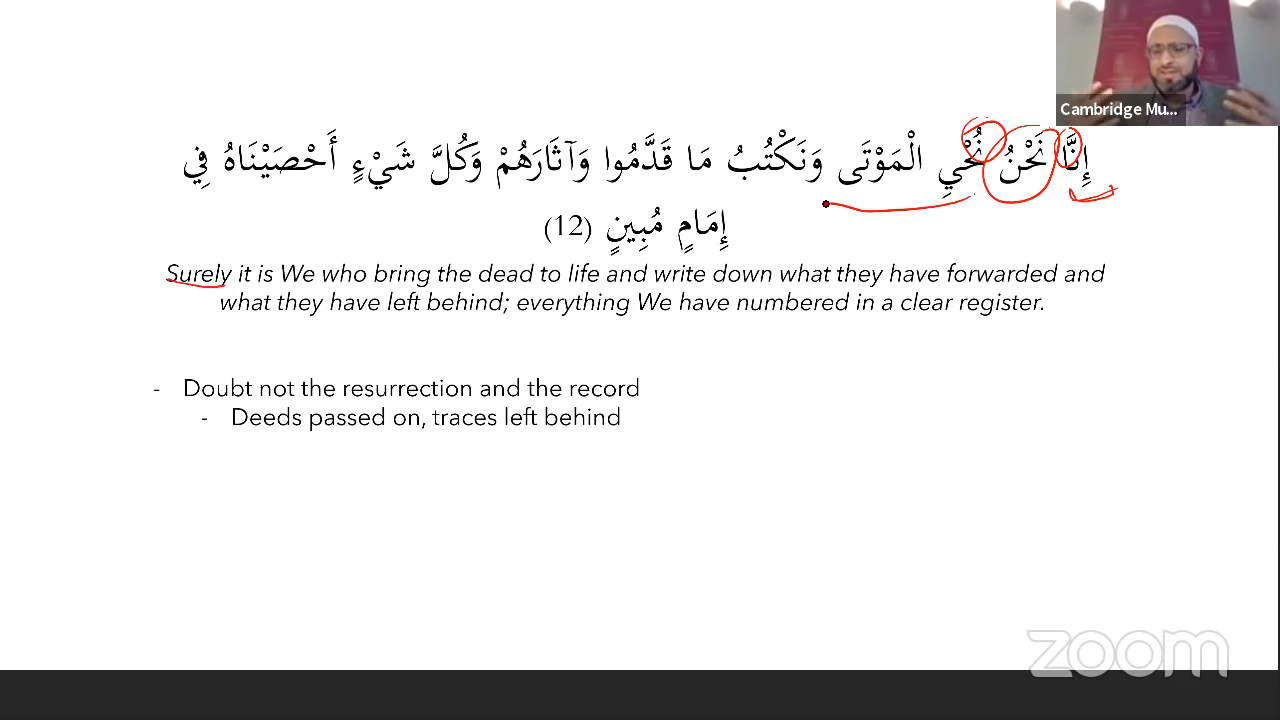 Cambridge Mu...
إِنَّا نَحْنُ نُحْيِ الْمَوْتَى وَنَكْتُبُ مَا قَدَّمُوا وَآثَارَهُمْ وَكُلَّ شَيْءٍ أَحْصَيْنَاهُ فِي
إِمَامٍ مُبِينٍ (12)
Surely it is We who bring the dead to life and write down what they have forwarded and
what they have left behind; everything We have numbered in a clear register.
- Doubt not the resurrection and the record
- Deeds passed on, traces left behind
zoom